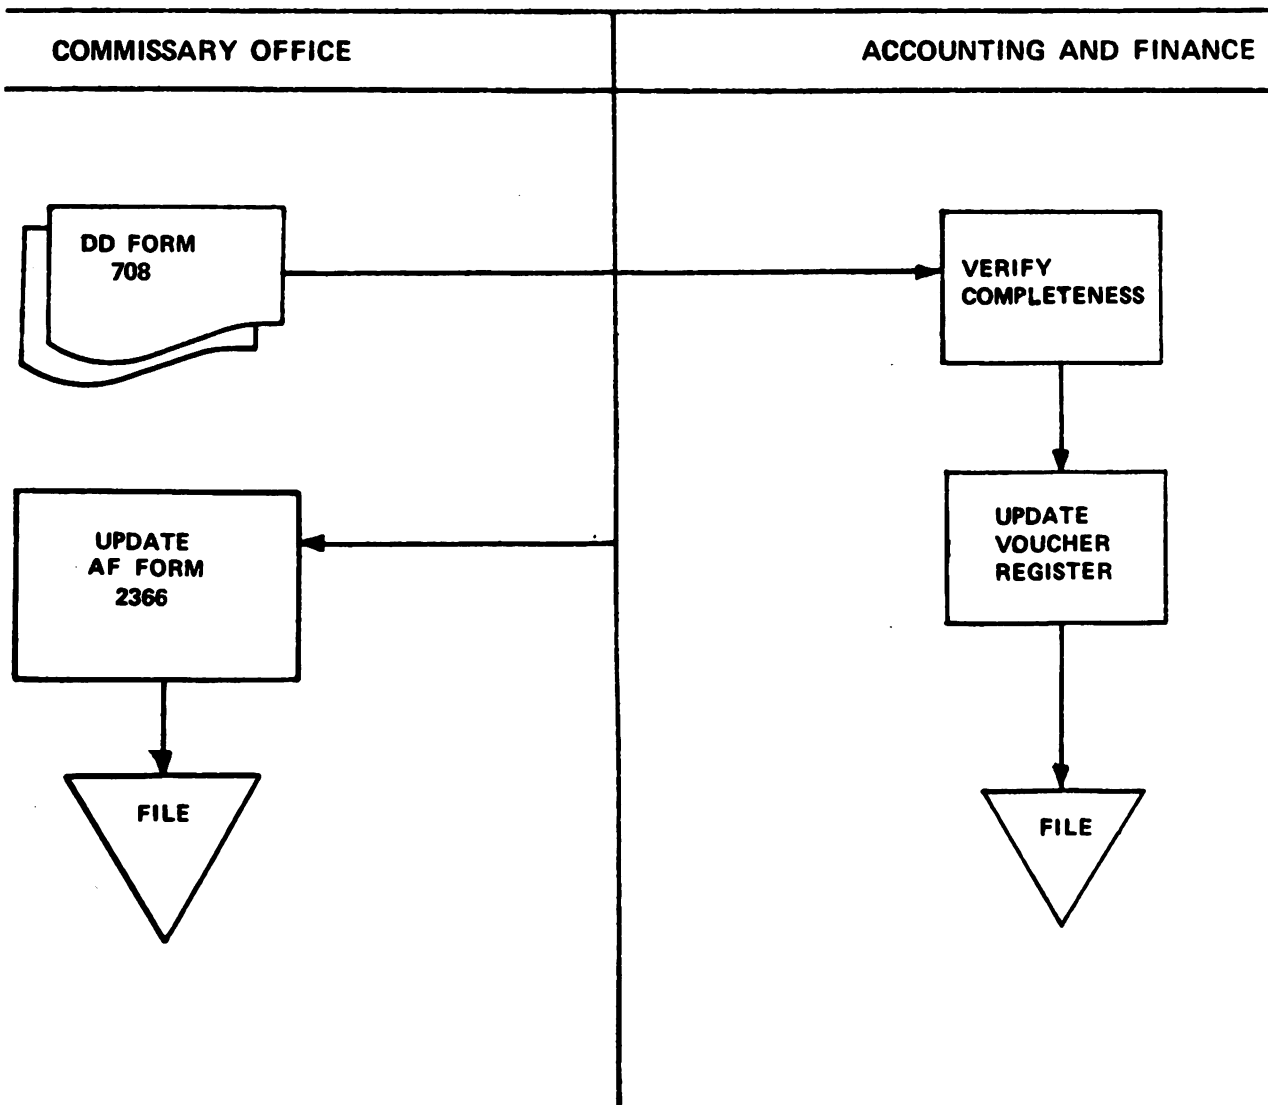 COMMISSARY OFFICE
ACCOUNTING AND FINANCE
DD FORM
708
VERIFY
COMPLETENESS
UPDATE
AF FORM
2366
UPDATE
VOUCHER
REGISTER
FILE
FILE